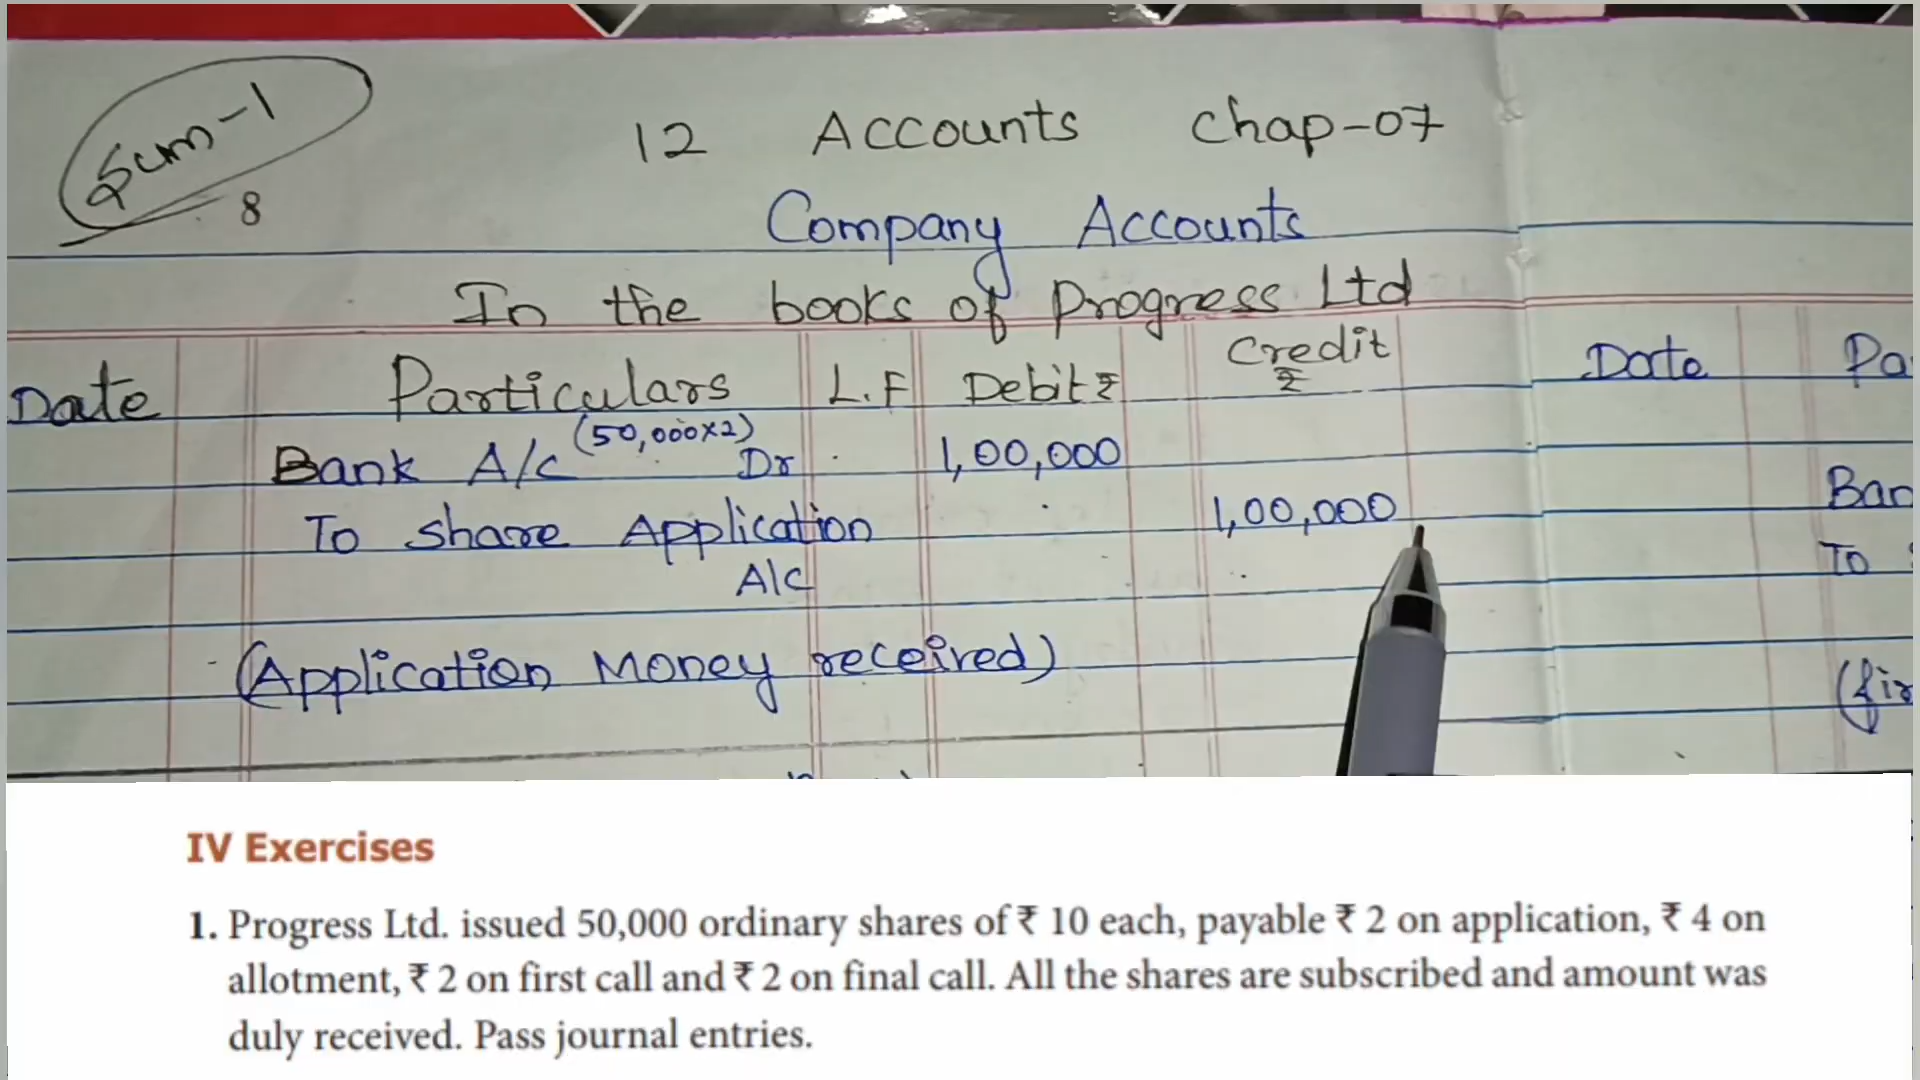 Sum-1
8
12 Accounts Chap-07
Company Accounts
In the books of Progress Ltd
Date Particulars L.F Debit ₹ Credit ₹ Date Pa
Bank A/c (50,000×2) Dr 1,00,000
To share Application A/c 1,00,000
(Application Money received)
Ban
To
(fir
IV Exercises
1. Progress Ltd. issued 50,000 ordinary shares of ₹ 10 each, payable ₹ 2 on application, ₹ 4 on
allotment, ₹ 2 on first call and ₹ 2 on final call. All the shares are subscribed and amount was
duly received. Pass journal entries.